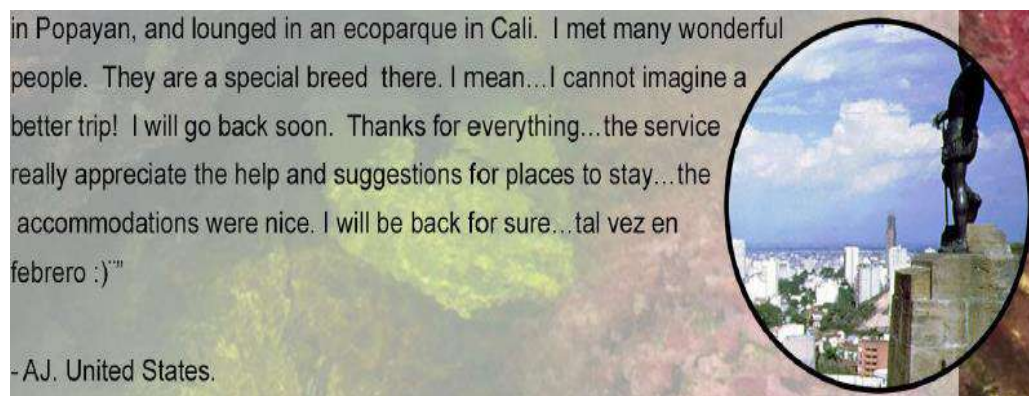 in Popayan, and lounged in an ecoparque in Cali.  I met many wonderful
people.  They are a special breed  there. I mean...I cannot imagine a
better trip!  I will go back soon.  Thanks for everything...the service
really appreciate the help and suggestions for places to stay...the
accommodations were nice. I will be back for sure...tal vez en
febrero :)¨”
- AJ. United States.